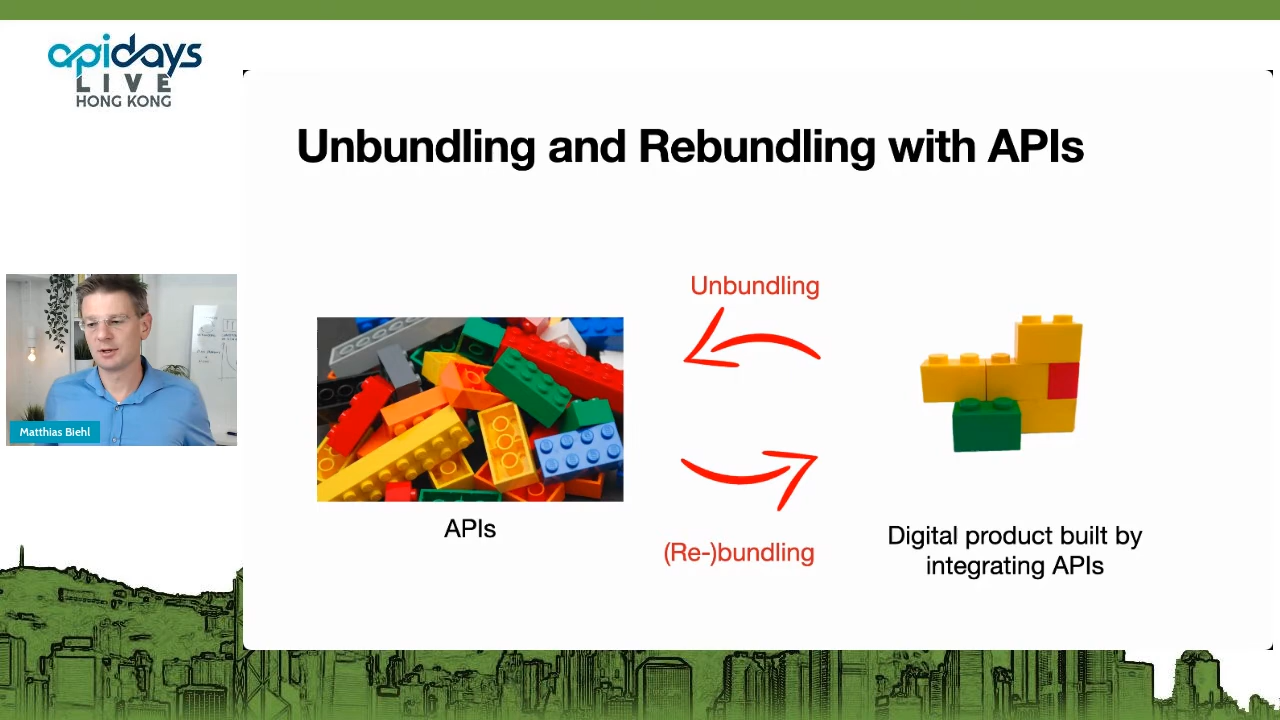 apidays
LIVE
HONG KONG
Unbundling and Rebundling with APIs
Unbundling
Matthias Biehl
APIs
(Re-)bundling
Digital product built by
integrating APIs